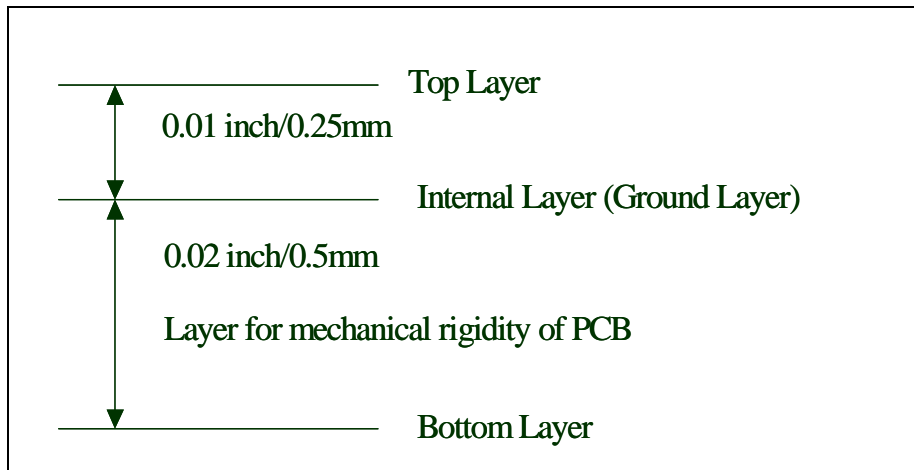 Top Layer
0.01 inch/0.25mm
Internal Layer (Ground Layer)
0.02 inch/0.5mm
Layer for mechanical rigidity of PCB
Bottom Layer